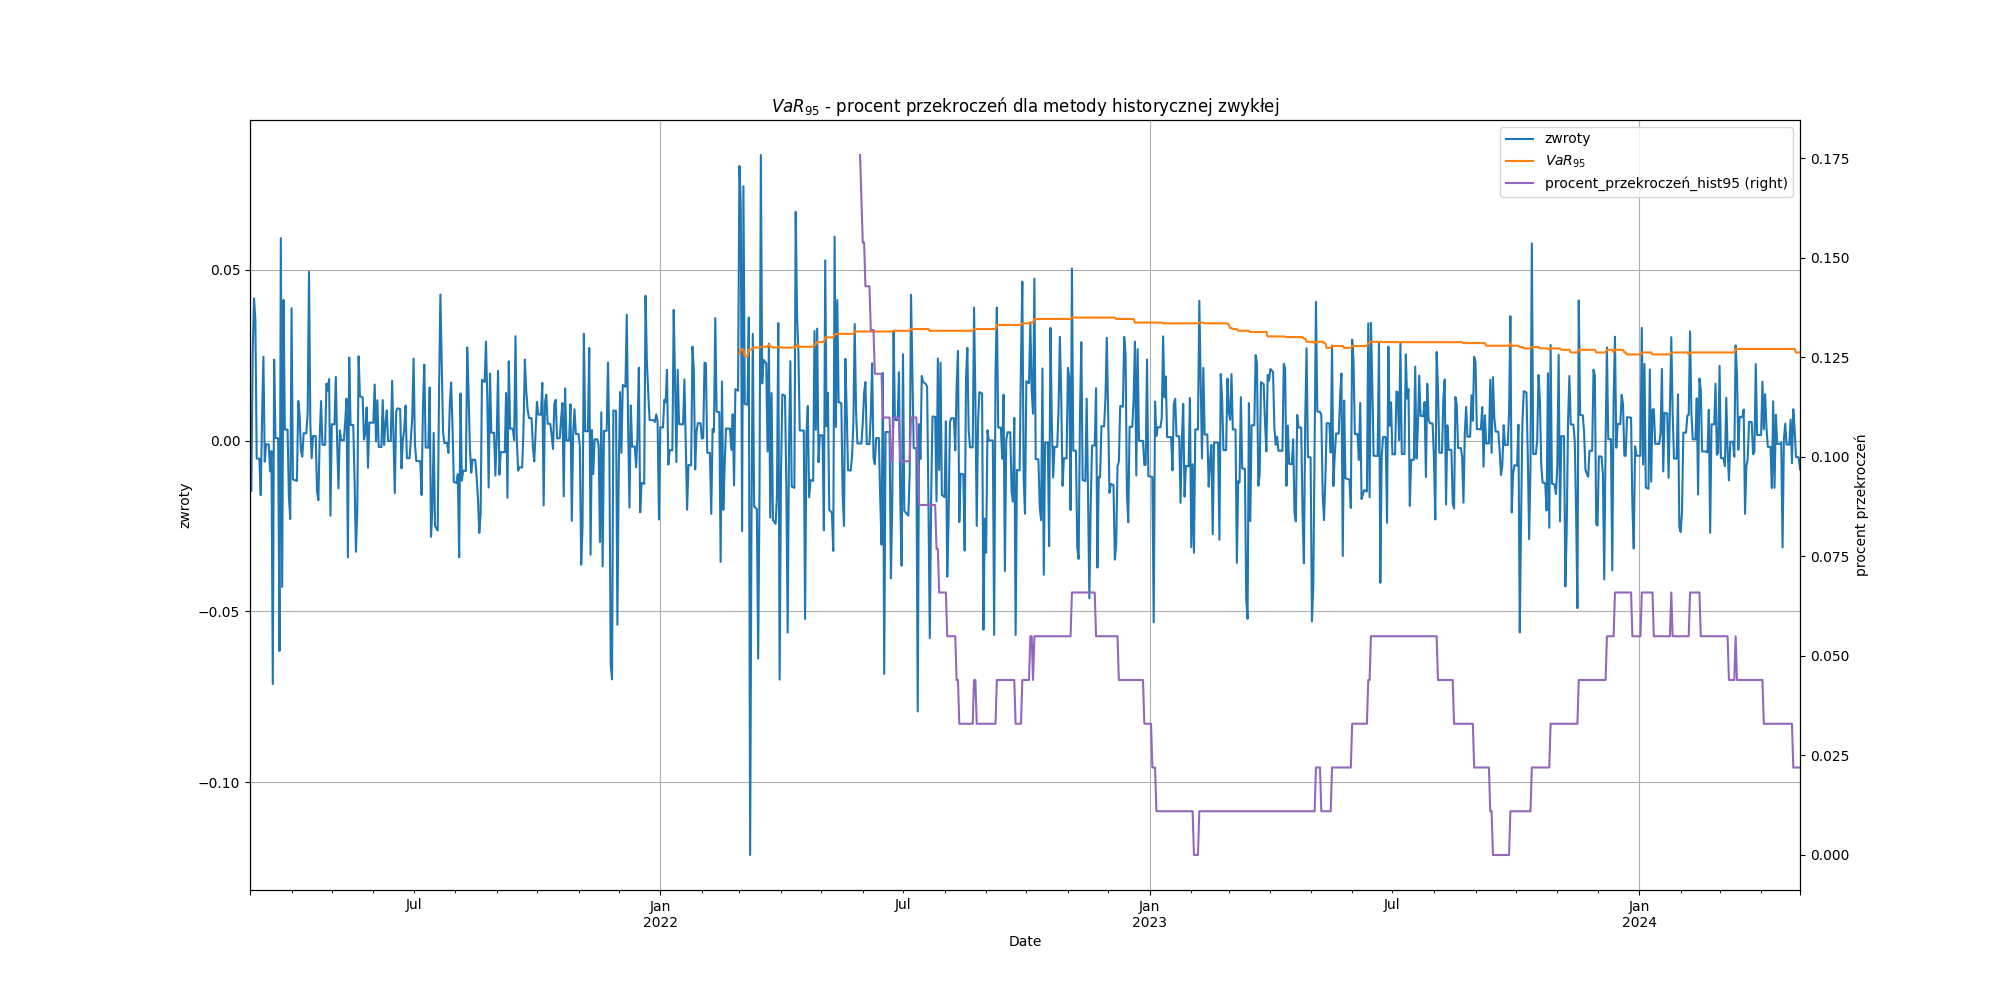 VaR₉₅ - procent przekroczeń dla metody historycznej zwykłej
zwroty
VaR₉₅
procent_przekroczeń_hist95 (right)
0.05
0.00
−0.05
−0.10
zwroty
0.175
0.150
0.125
0.100
0.075
0.050
0.025
0.000
procent przekroczeń
Jul
Jan
2022
Jul
Jan
2023
Jul
Jan
2024
Date